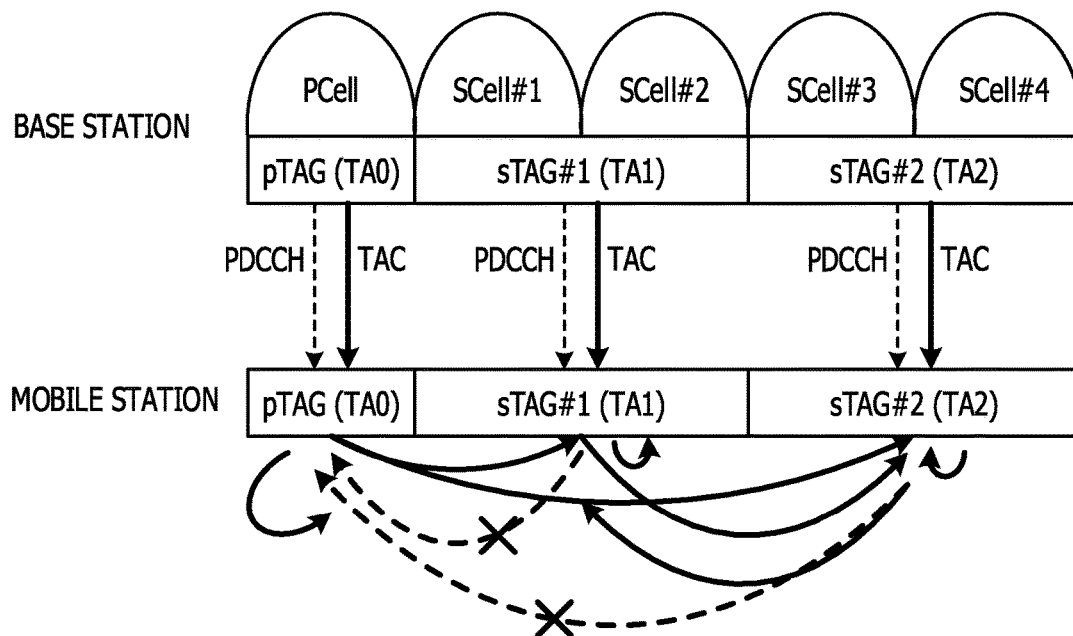 PCell SCell#1 SCell#2 SCell#3 SCell#4
BASE STATION
pTAG (TA0) sTAG#1 (TA1) sTAG#2 (TA2)
PDCCH TAC PDCCH TAC PDCCH TAC
MOBILE STATION pTAG (TA0) sTAG#1 (TA1) sTAG#2 (TA2)